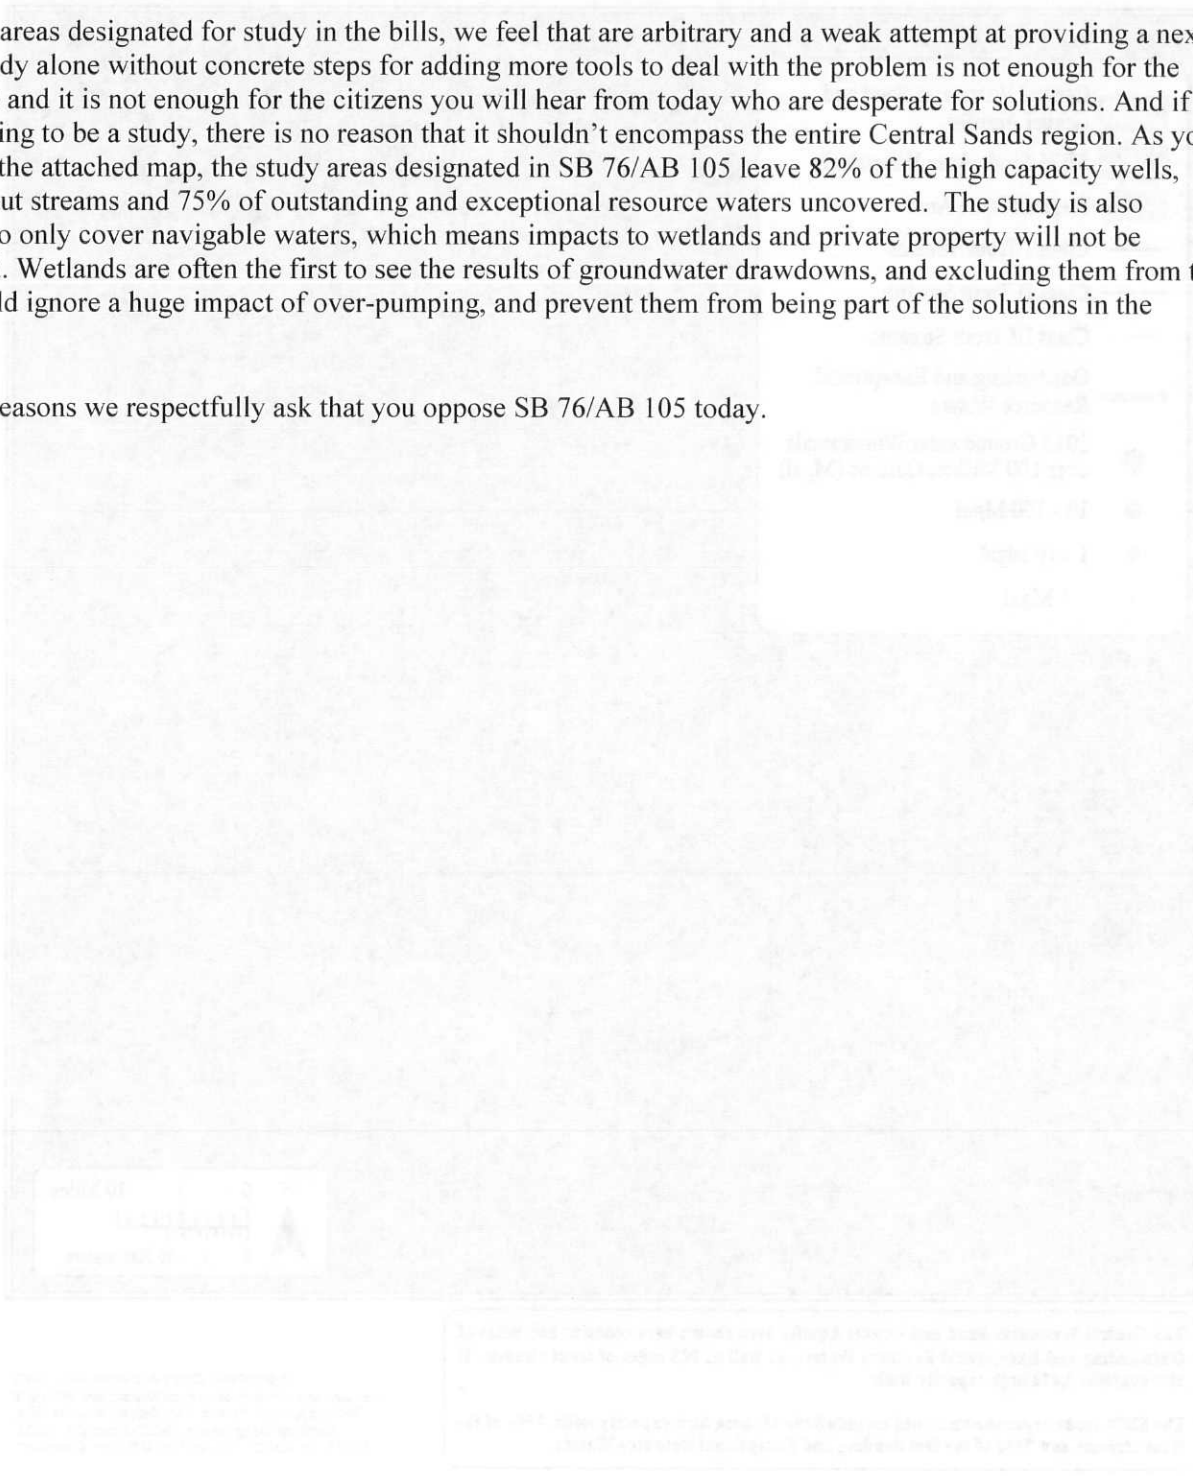 areas designated for study in the bills, we feel that are arbitrary and a weak attempt at providing a nex
dy alone without concrete steps for adding more tools to deal with the problem is not enough for the
and it is not enough for the citizens you will hear from today who are desperate for solutions. And if
ing to be a study, there is no reason that it shouldn't encompass the entire Central Sands region. As yo
the attached map, the study areas designated in SB 76/AB 105 leave 82% of the high capacity wells,
ut streams and 75% of outstanding and exceptional resource waters uncovered. The study is also
o only cover navigable waters, which means impacts to wetlands and private property will not be
. Wetlands are often the first to see the results of groundwater drawdowns, and excluding them from t
ld ignore a huge impact of over-pumping, and prevent them from being part of the solutions in the
easons we respectfully ask that you oppose SB 76/AB 105 today.